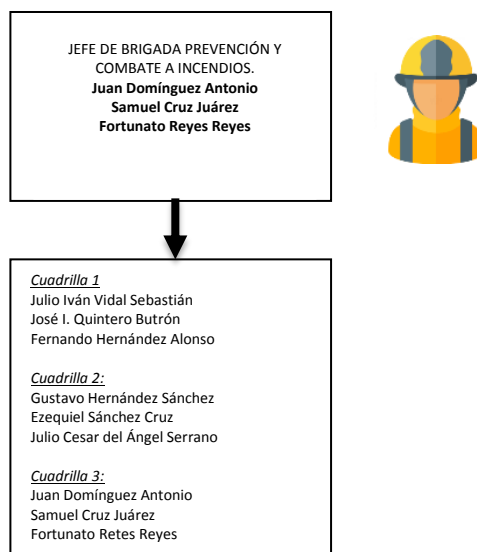 JEFE DE BRIGADA PREVENCIÓN Y
COMBATE A INCENDIOS.
Juan Domínguez Antonio
Samuel Cruz Juárez
Fortunato Reyes Reyes
Cuadrilla 1
Julio Iván Vidal Sebastián
José I. Quintero Butrón
Fernando Hernández Alonso
Cuadrilla 2:
Gustavo Hernández Sánchez
Ezequiel Sánchez Cruz
Julio Cesar del Ángel Serrano
Cuadrilla 3:
Juan Domínguez Antonio
Samuel Cruz Juárez
Fortunato Retes Reyes